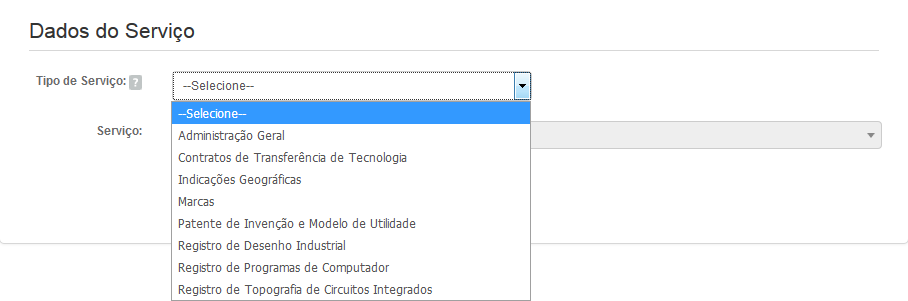 Dados do Serviço
Tipo de Serviço: ?
--Selecione--
--Selecione--
Serviço:
Administração Geral
Contratos de Transferência de Tecnologia
Indicações Geográficas
Marcas
Patente de Invenção e Modelo de Utilidade
Registro de Desenho Industrial
Registro de Programas de Computador
Registro de Topografia de Circuitos Integrados